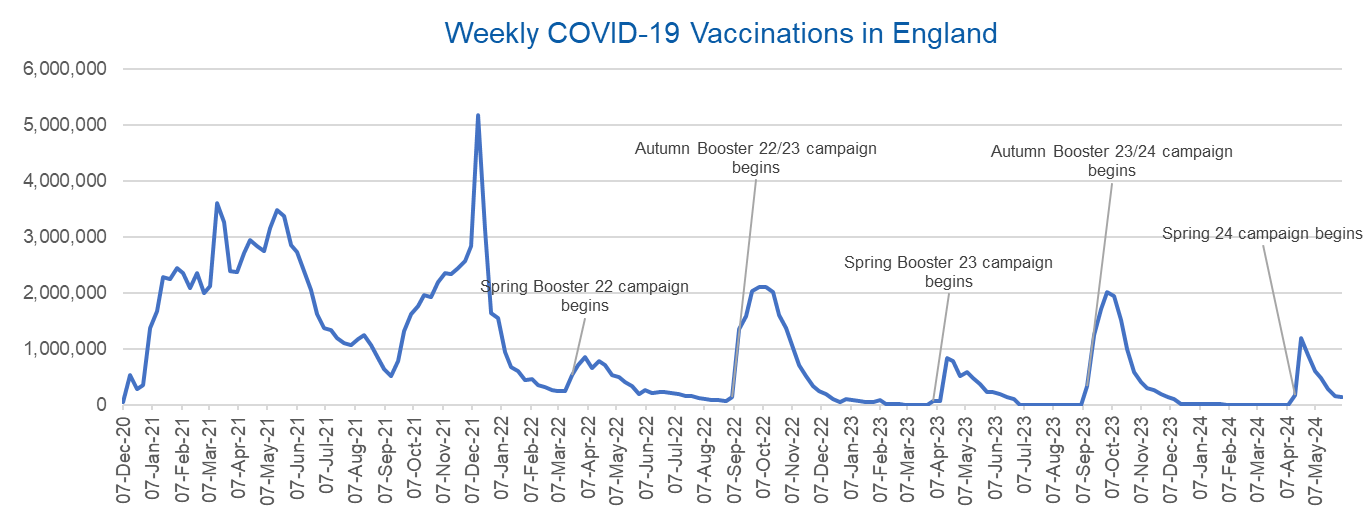 Weekly COVID-19 Vaccinations in England
6,000,000
5,000,000
4,000,000
3,000,000
2,000,000
1,000,000
0
Autumn Booster 22/23 campaign
begins
Autumn Booster 23/24 campaign
begins
Spring 24 campaign begins
Spring Booster 23 campaign
begins
Spring Booster 22 campaign
begins
07-Dec-20
07-Jan-21
07-Feb-21
07-Mar-21
07-Apr-21
07-May-21
07-Jun-21
07-Jul-21
07-Aug-21
07-Sep-21
07-Oct-21
07-Nov-21
07-Dec-21
07-Jan-22
07-Feb-22
07-Mar-22
07-Apr-22
07-May-22
07-Jun-22
07-Jul-22
07-Aug-22
07-Sep-22
07-Oct-22
07-Nov-22
07-Dec-22
07-Jan-23
07-Feb-23
07-Mar-23
07-Apr-23
07-May-23
07-Jun-23
07-Jul-23
07-Aug-23
07-Sep-23
07-Oct-23
07-Nov-23
07-Dec-23
07-Jan-24
07-Feb-24
07-Mar-24
07-Apr-24
07-May-24